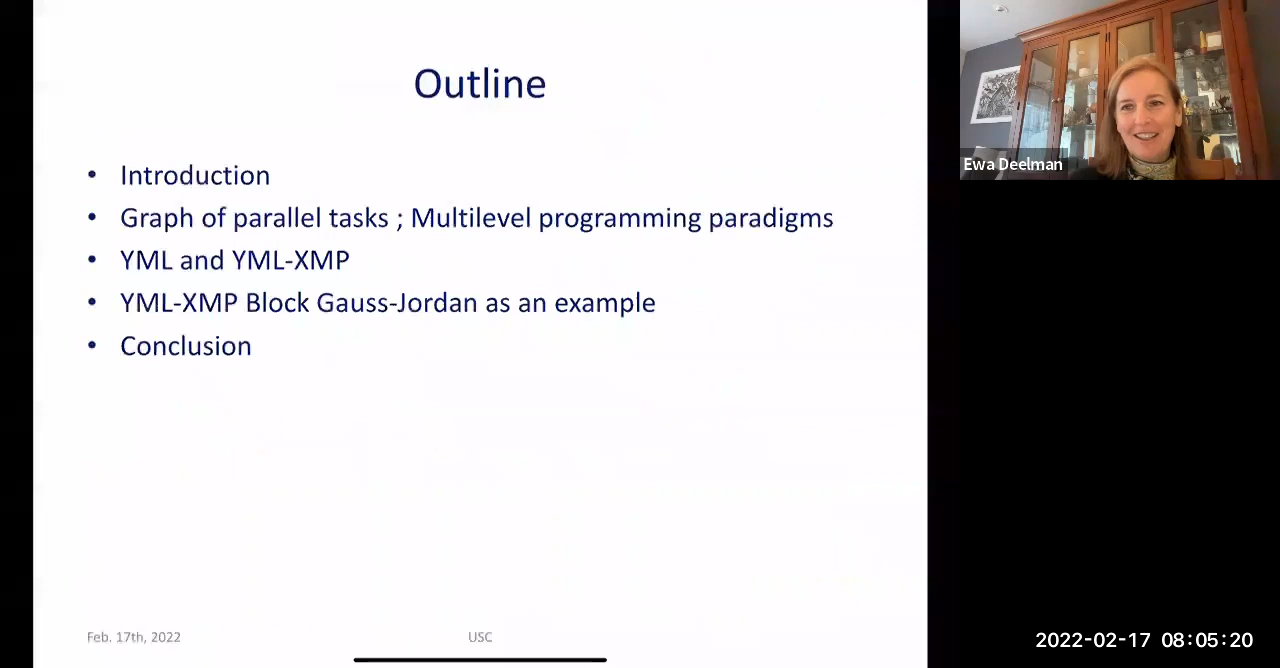 Outline
• Introduction
• Graph of parallel tasks ; Multilevel programming paradigms
• YML and YML-XMP
• YML-XMP Block Gauss-Jordan as an example
• Conclusion
Feb. 17th, 2022
USC
Ewa Deelman
2022-02-17 08:05:20